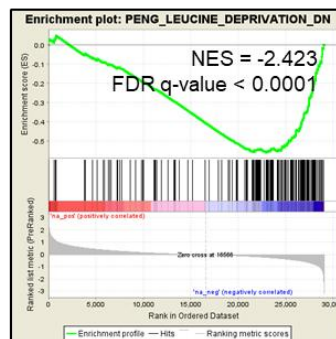 Enrichment plot: PENG_LEUCINE_DEPRIVATION_DN
NES = -2.423
FDR q-value < 0.0001
Enrichment score (ES)
0.0
-0.1
-0.2
-0.3
-0.4
-0.5
'na_pos' (positively correlated)
Ranked list metric (PreRanked)
3
2
1
0
-1
-2
-3
Zero cross at 16586
'na_neg' (negatively correlated)
0 5,000 10,000 15,000 20,000 25,000 30,0
Rank in Ordered Dataset
Enrichment profile Hits Ranking metric scores